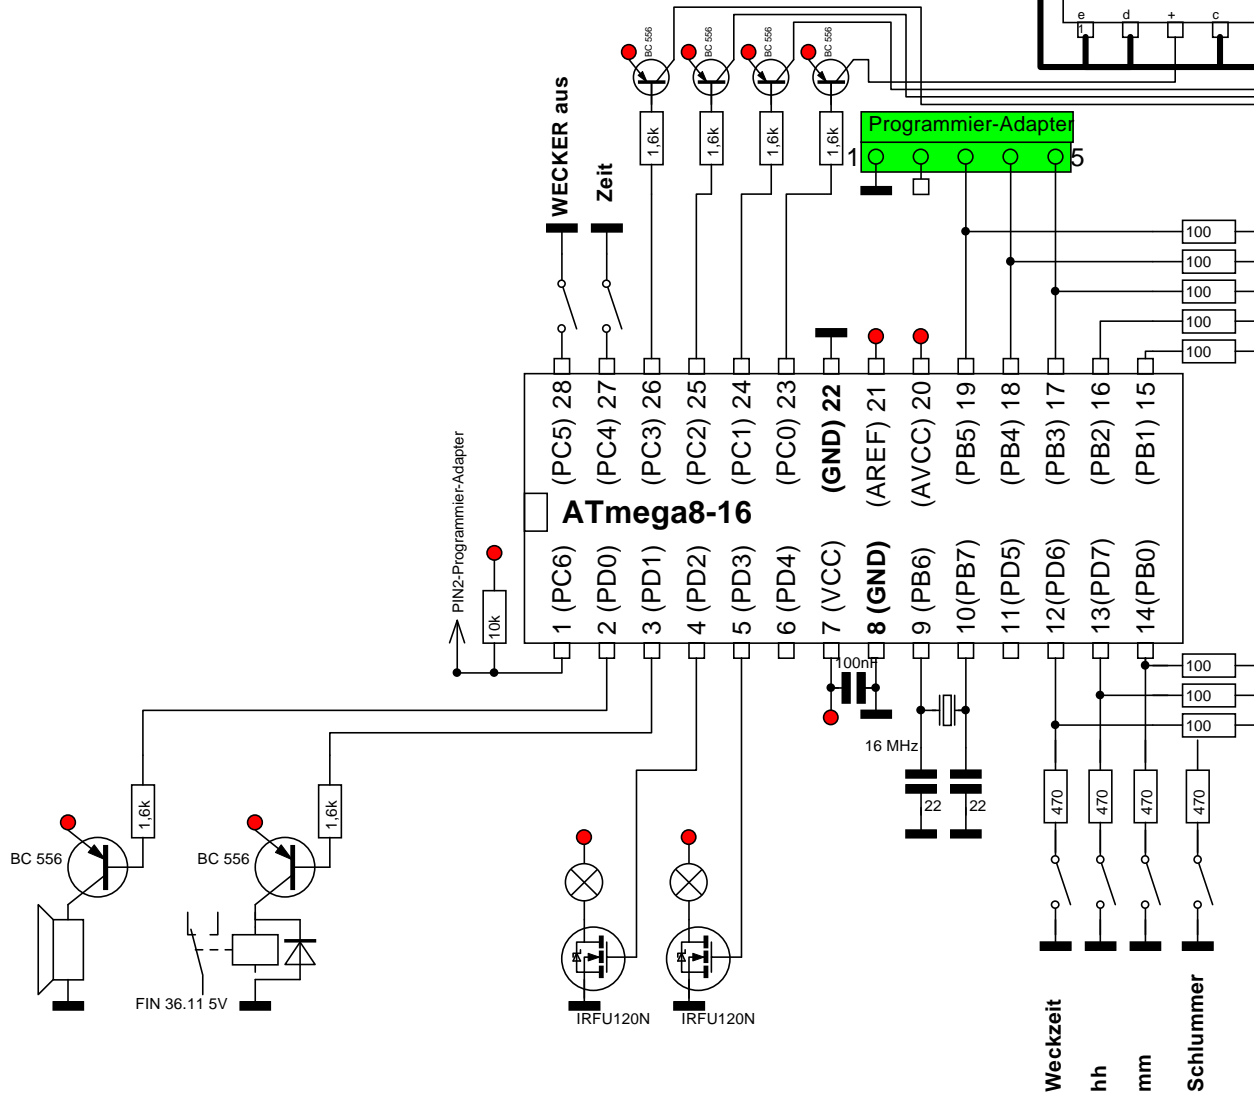 e
1
d
+
c
BC 556
BC 556
BC 556
BC 556
WECKER aus
Zeit
1,6k
1,6k
1,6k
1,6k
Programmier-Adapter
1
5
100
100
100
100
100
(PC5) 28
(PC4) 27
(PC3) 26
(PC2) 25
(PC1) 24
(PC0) 23
(GND) 22
(AREF) 21
(AVCC) 20
(PB5) 19
(PB4) 18
(PB3) 17
(PB2) 16
(PB1) 15
ATmega8-16
PIN2-Programmier-Adapter
10k
1 (PC6)
2 (PD0)
3 (PD1)
4 (PD2)
5 (PD3)
6 (PD4)
7 (VCC)
8 (GND)
9 (PB6)
10(PB7)
11(PD5)
12(PD6)
13(PD7)
14(PB0)
100nF
100
100
100
16 MHz
22
22
470
470
470
470
1,6k
1,6k
BC 556
BC 556
FIN 36.11 5V
IRFU120N
IRFU120N
Weckzeit
hh
mm
Schlummer